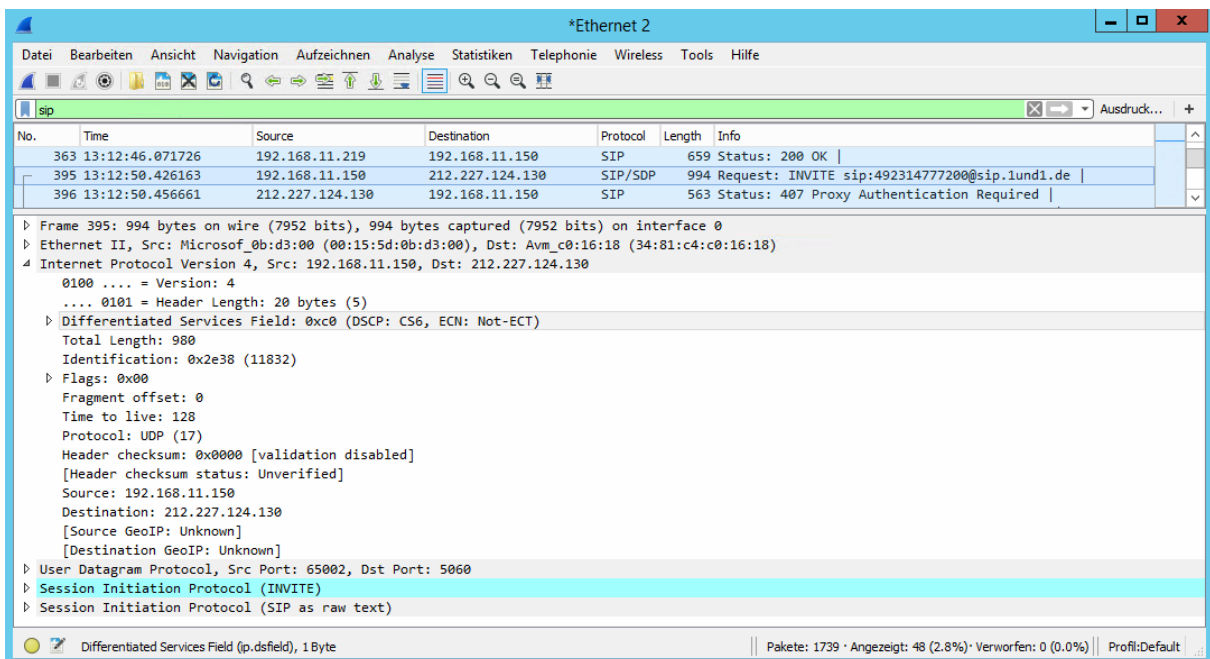 *Ethernet 2
Datei Bearbeiten Ansicht Navigation Aufzeichnen Analyse Statistiken Telephonie Wireless Tools Hilfe
sip Ausdruck... +
No. Time Source Destination Protocol Length Info
363 13:12:46.071726 192.168.11.219 192.168.11.150 SIP 659 Status: 200 OK |
395 13:12:50.426163 192.168.11.150 212.227.124.130 SIP/SDP 994 Request: INVITE sip:492314777200@sip.1und1.de |
396 13:12:50.456661 212.227.124.130 192.168.11.150 SIP 563 Status: 407 Proxy Authentication Required |
Frame 395: 994 bytes on wire (7952 bits), 994 bytes captured (7952 bits) on interface 0
Ethernet II, Src: Microsof_0b:d3:00 (00:15:5d:0b:d3:00), Dst: Avm_c0:16:18 (34:81:c4:c0:16:18)
Internet Protocol Version 4, Src: 192.168.11.150, Dst: 212.227.124.130
0100 .... = Version: 4
.... 0101 = Header Length: 20 bytes (5)
Differentiated Services Field: 0xc0 (DSCP: CS6, ECN: Not-ECT)
Total Length: 980
Identification: 0x2e38 (11832)
Flags: 0x00
Fragment offset: 0
Time to live: 128
Protocol: UDP (17)
Header checksum: 0x0000 [validation disabled]
[Header checksum status: Unverified]
Source: 192.168.11.150
Destination: 212.227.124.130
[Source GeoIP: Unknown]
[Destination GeoIP: Unknown]
User Datagram Protocol, Src Port: 65002, Dst Port: 5060
Session Initiation Protocol (INVITE)
Session Initiation Protocol (SIP as raw text)
Differentiated Services Field (ip.dsfield), 1 Byte Pakete: 1739 · Angezeigt: 48 (2.8%) · Verworfen: 0 (0.0%) Profil:Default